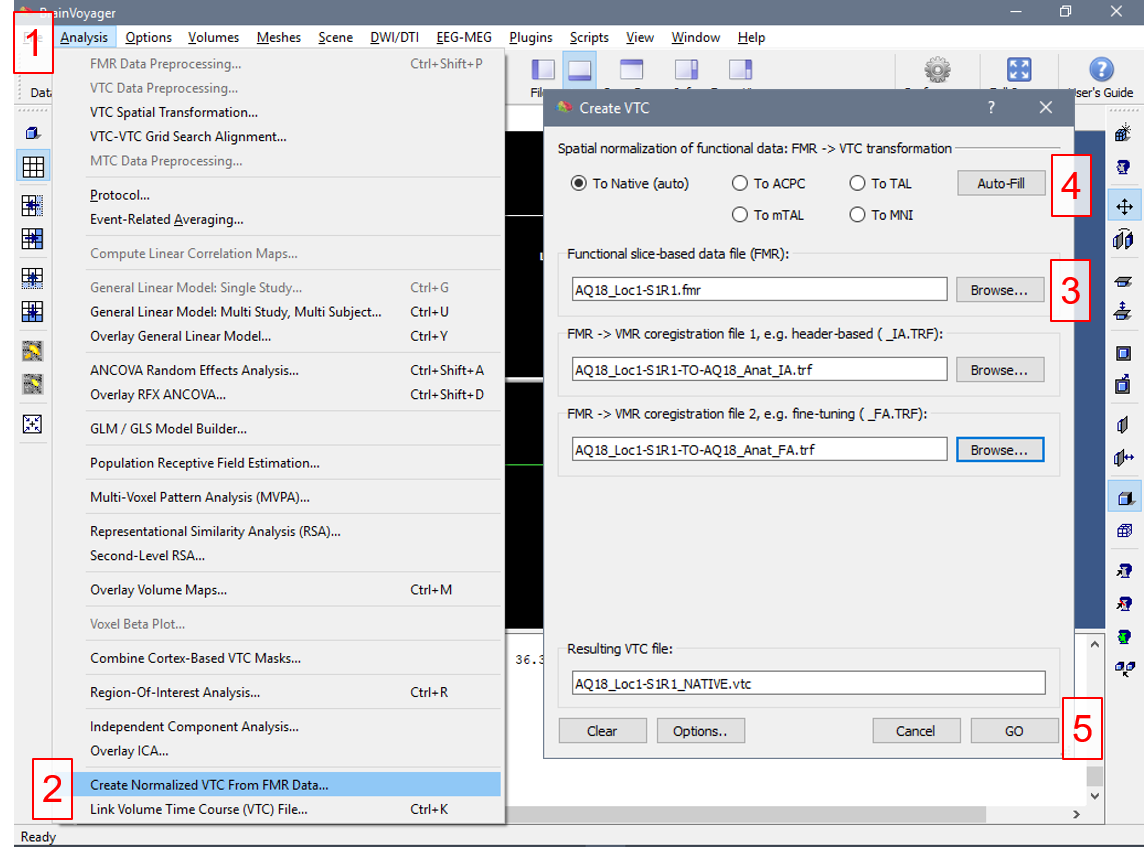 BrainVoyager
1
Analysis Options Volumes Meshes Scene DWI/DTI EEG-MEG Plugins Scripts View Window Help
FMR Data Preprocessing... Ctrl+Shift+P
VTC Data Preprocessing...
VTC Spatial Transformation...
VTC-VTC Grid Search Alignment...
MTC Data Preprocessing...
Protocol...
Event-Related Averaging...
Compute Linear Correlation Maps...
General Linear Model: Single Study... Ctrl+G
General Linear Model: Multi Study, Multi Subject... Ctrl+U
Overlay General Linear Model... Ctrl+Y
ANCOVA Random Effects Analysis... Ctrl+Shift+A
Overlay RFX ANCOVA... Ctrl+Shift+D
GLM / GLS Model Builder...
Population Receptive Field Estimation...
Multi-Voxel Pattern Analysis (MVPA)...
Representational Similarity Analysis (RSA)...
Second-Level RSA...
Overlay Volume Maps... Ctrl+M
Voxel Beta Plot...
Combine Cortex-Based VTC Masks...
Region-Of-Interest Analysis... Ctrl+R
Independent Component Analysis...
Overlay ICA...
2
Create Normalized VTC From FMR Data...
Link Volume Time Course (VTC) File... Ctrl+K
Ready
User's Guide
Create VTC ?
Spatial normalization of functional data: FMR -> VTC transformation
To Native (auto) To ACPC To TAL Auto-Fill
4
To mTAL To MNI
Functional slice-based data file (FMR):
AQ18_Loc1-S1R1.fmr Browse...
3
FMR -> VMR coregistration file 1, e.g. header-based ( _IA.TRF):
AQ18_Loc1-S1R1-TO-AQ18_Anat_IA.trf Browse...
FMR -> VMR coregistration file 2, e.g. fine-tuning ( _FA.TRF):
AQ18_Loc1-S1R1-TO-AQ18_Anat_FA.trf Browse...
36.3
Resulting VTC file:
AQ18_Loc1-S1R1_NATIVE.vtc
Clear Options.. Cancel GO
5